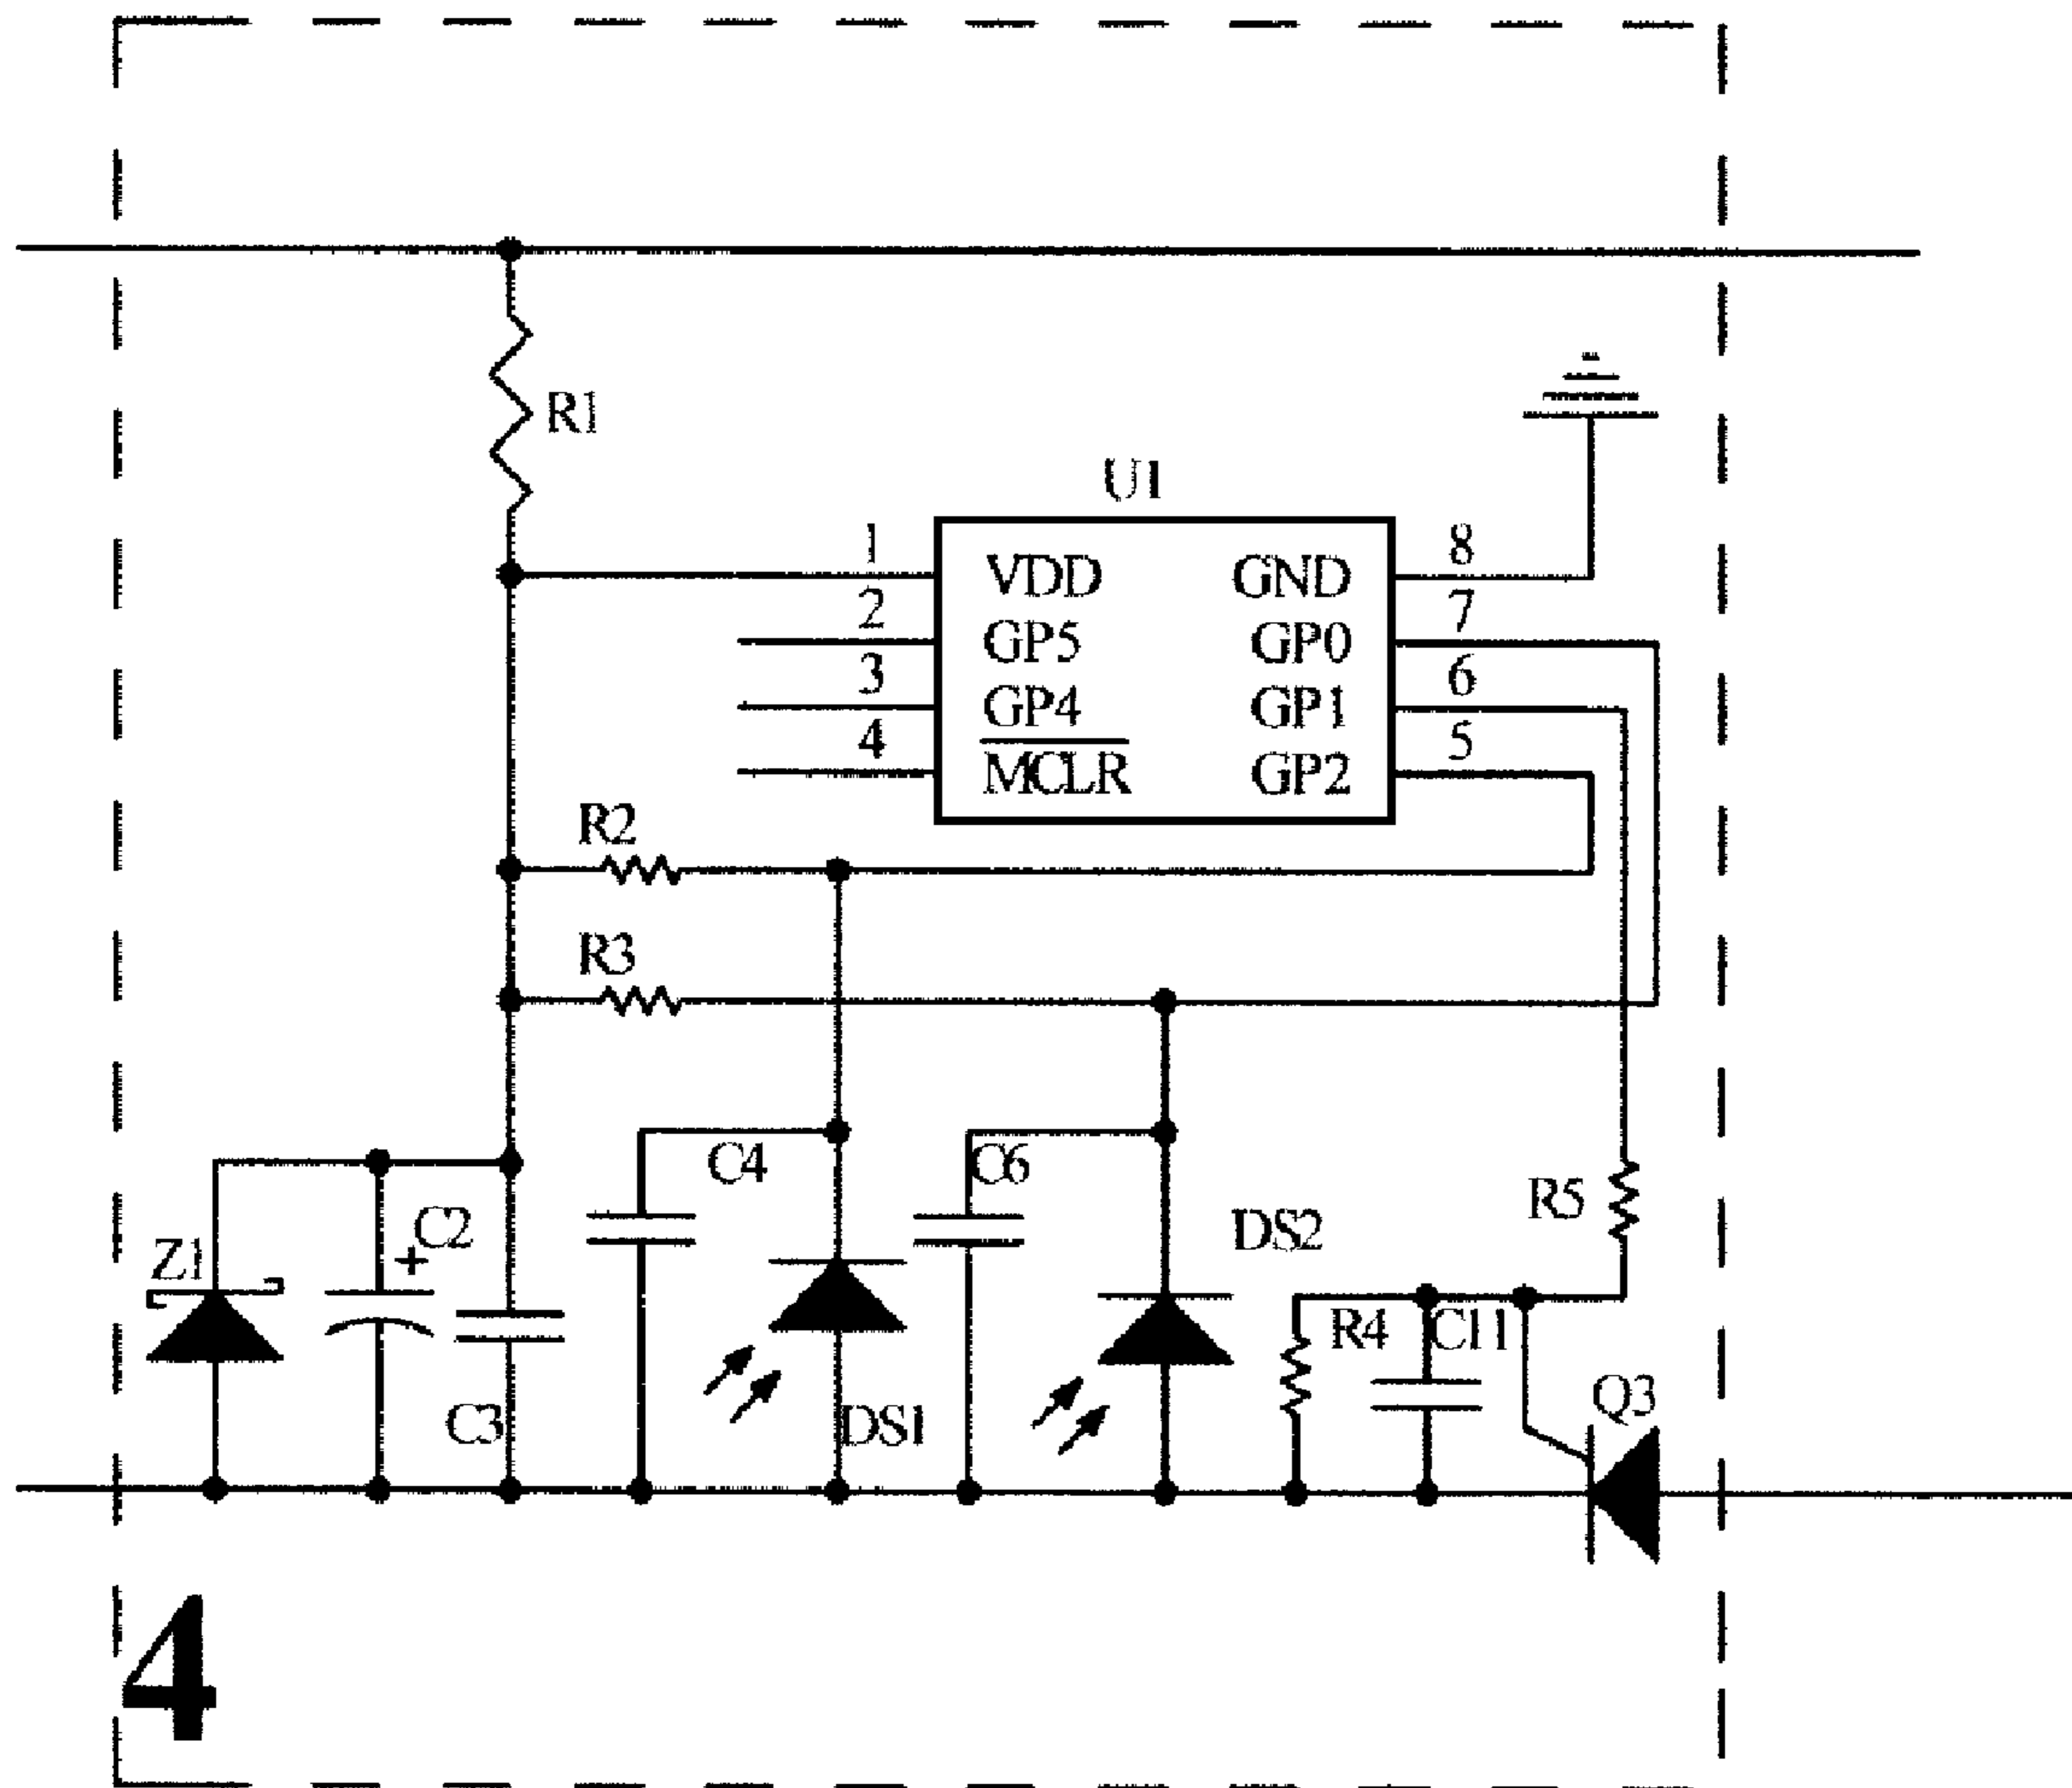 R1
U1
1 VDD GND 8
2 GP5 GP0 7
3 GP4 GP1 6
4 MCLR GP2 5
R2
R3
C4
C6
R5
C2
+
DS2
Z1
R4
C11
Q3
C3
DS1
4